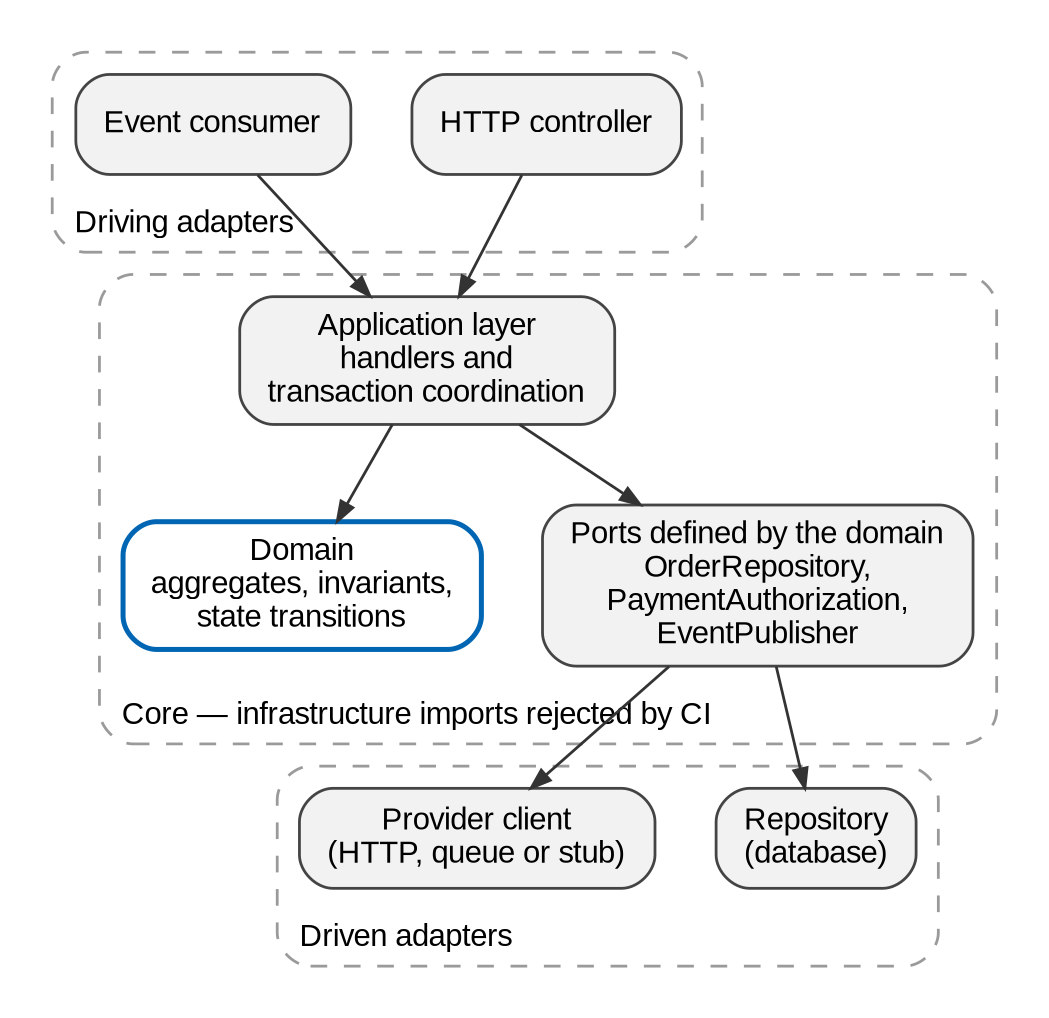 Event consumer
HTTP controller
Driving adapters
Application layer
handlers and
transaction coordination
Domain
aggregates, invariants,
state transitions
Ports defined by the domain
OrderRepository,
PaymentAuthorization,
EventPublisher
Core — infrastructure imports rejected by CI
Provider client
(HTTP, queue or stub)
Repository
(database)
Driven adapters